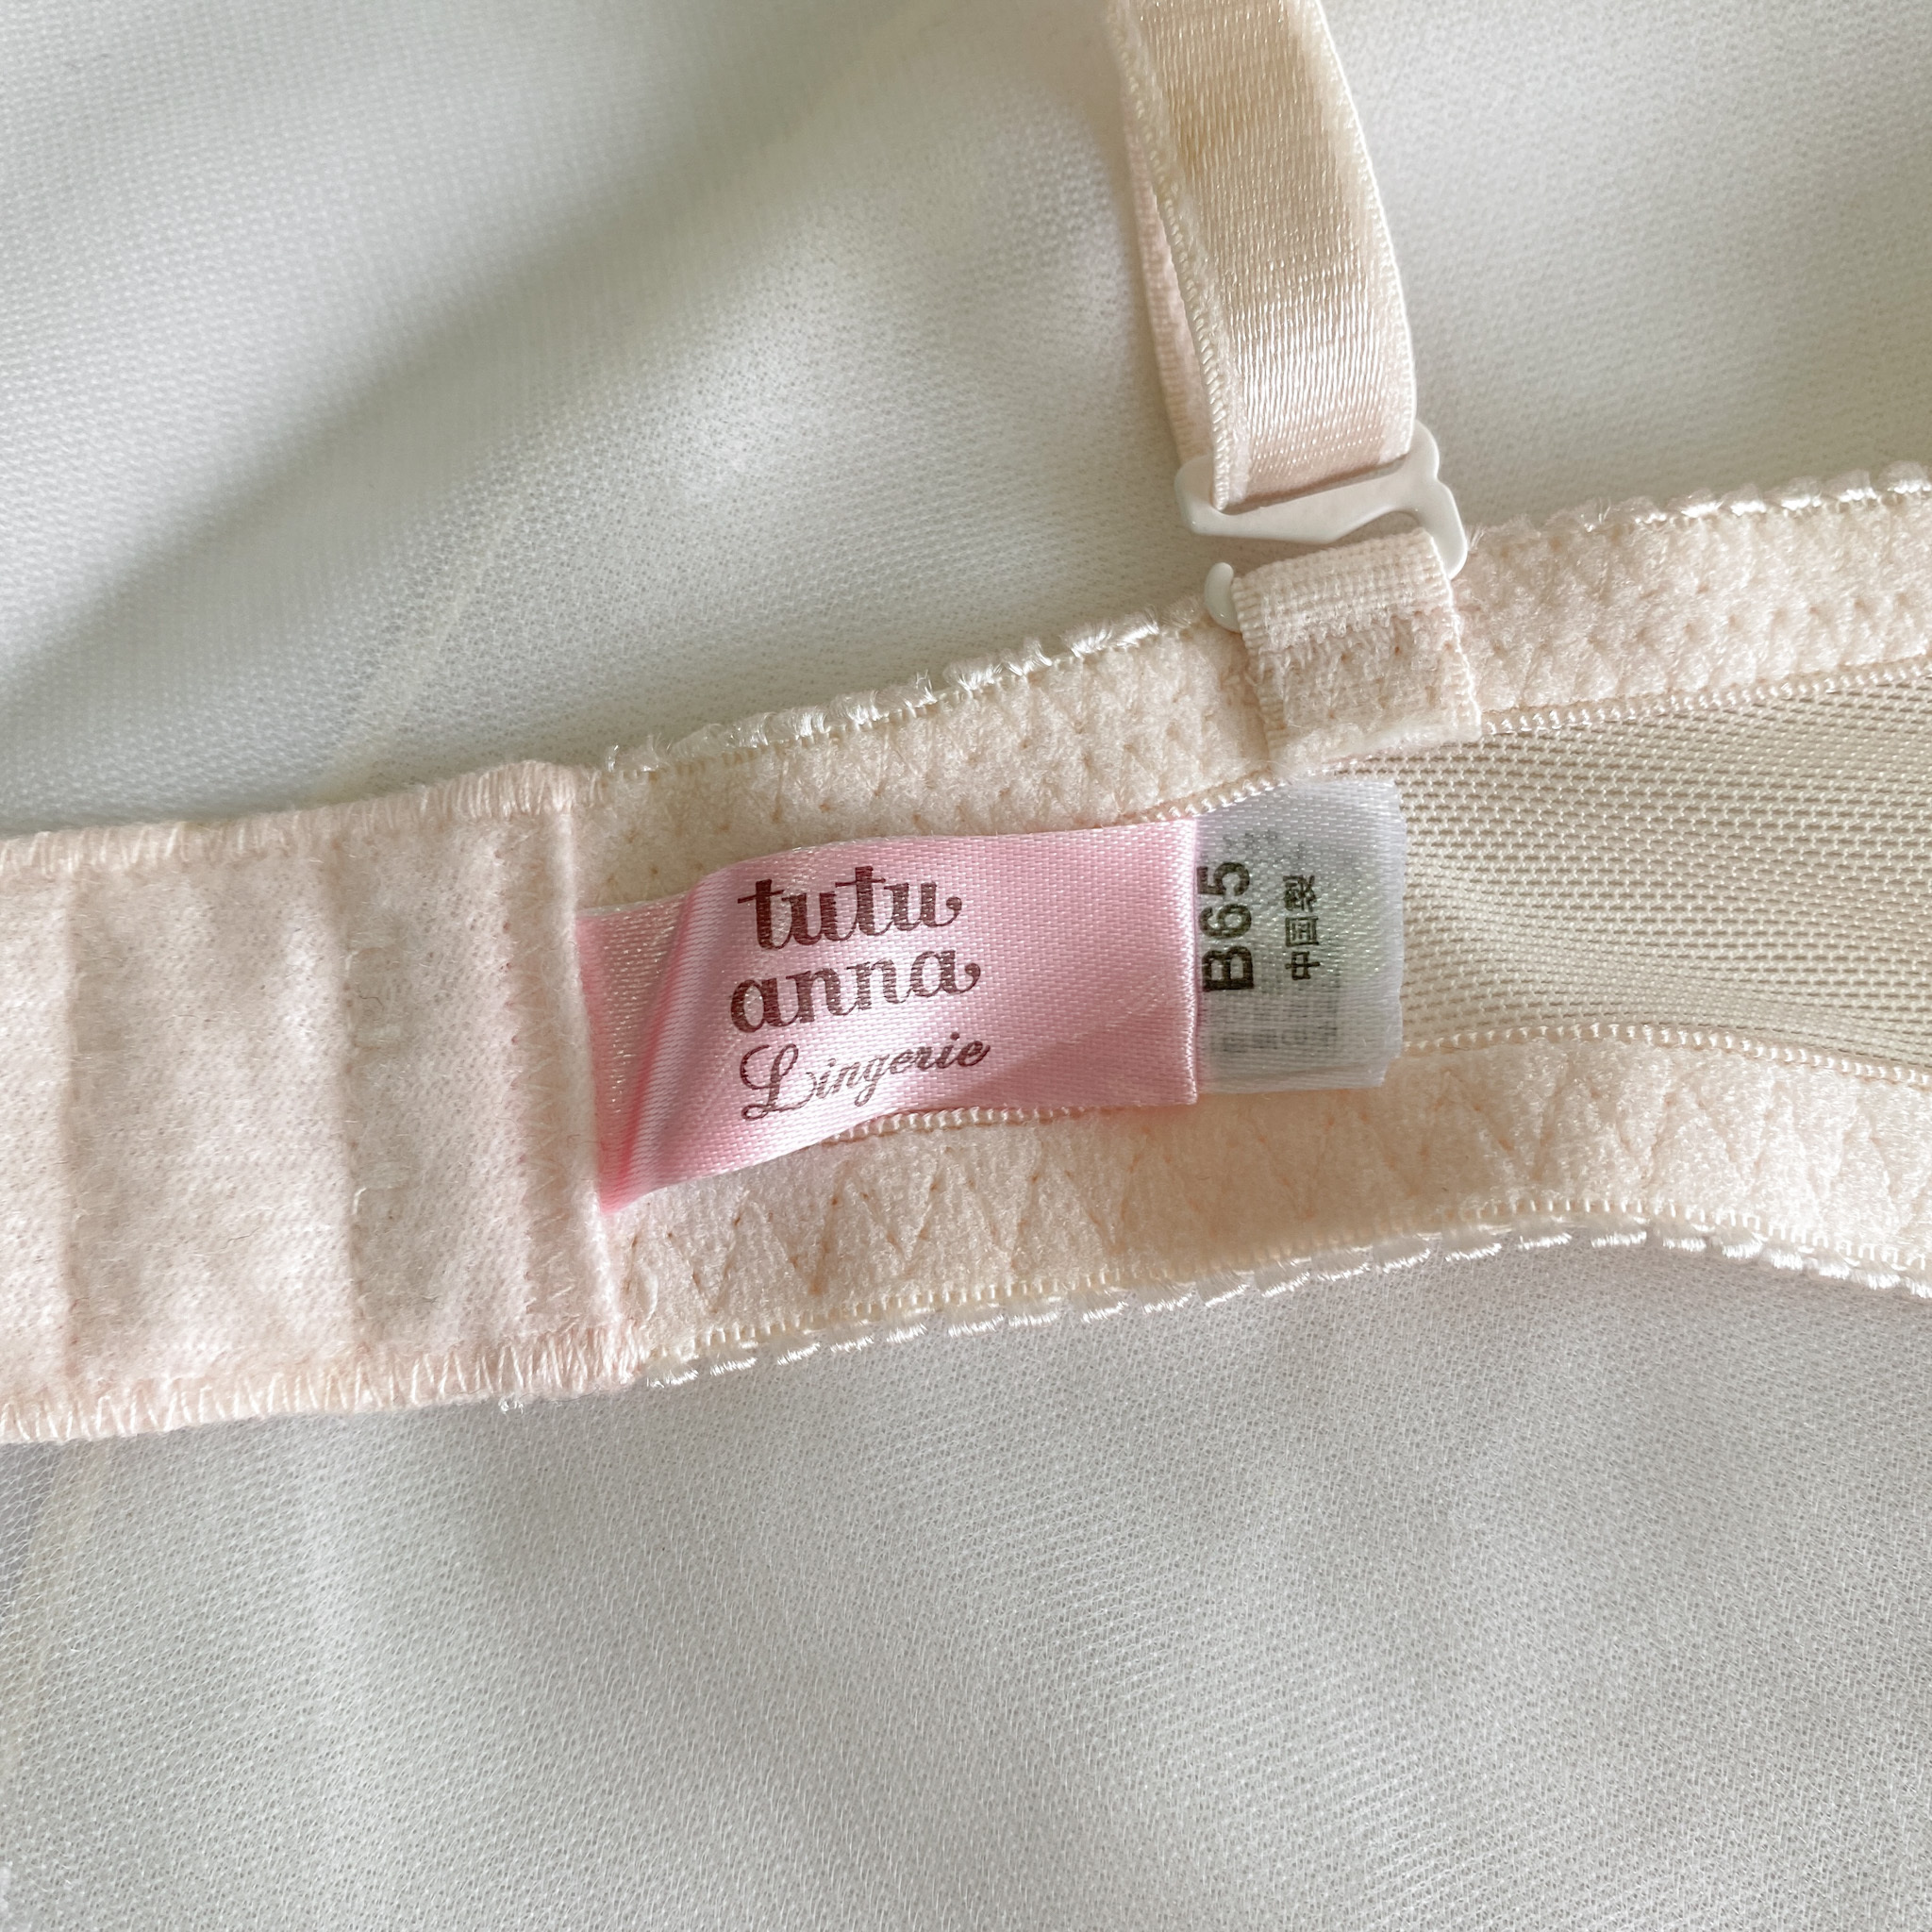 tutu
anna
Lingerie
B65
中国製